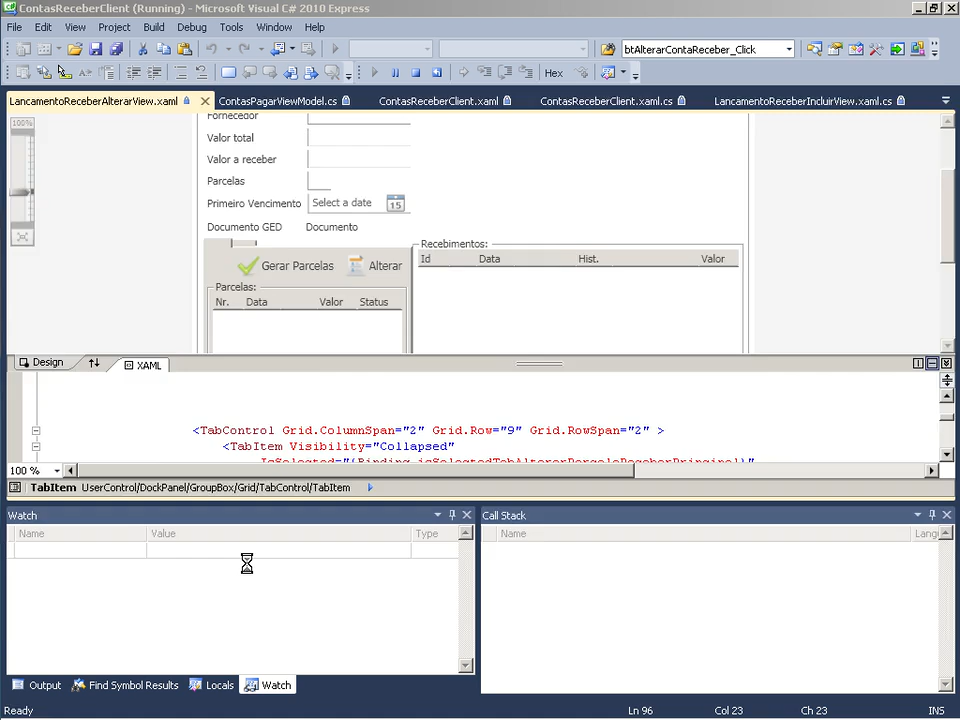 ContasReceberClient (Running) - Microsoft Visual C# 2010 Express
File Edit View Project Build Debug Tools Window Help
btAlterarContaReceber_Click
Hex
LancamentoReceberAlterarView.xaml ContasPagarViewModel.cs ContasReceberClient.xaml ContasReceberClient.xaml.cs LancamentoReceberIncluirView.xaml.cs
100%
Fornecedor
Valor total
Valor a receber
Parcelas
Primeiro Vencimento Select a date 15
Documento GED Documento
Gerar Parcelas Alterar
Parcelas:
Nr. Data Valor Status
Recebimentos:
Id Data Hist. Valor
Design XAML
<TabControl Grid.ColumnSpan="2" Grid.Row="9" Grid.RowSpan="2" >
<TabItem Visibility="Collapsed"
IsSelected="{Binding isSelectedTabAlterarParcelaReceberPrincipal}"
100 %
TabItem UserControl/DockPanel/GroupBox/Grid/TabControl/TabItem
Watch
Name Value Type
Call Stack
Name Langu
Output Find Symbol Results Locals Watch
Ready Ln 96 Col 23 Ch 23 INS